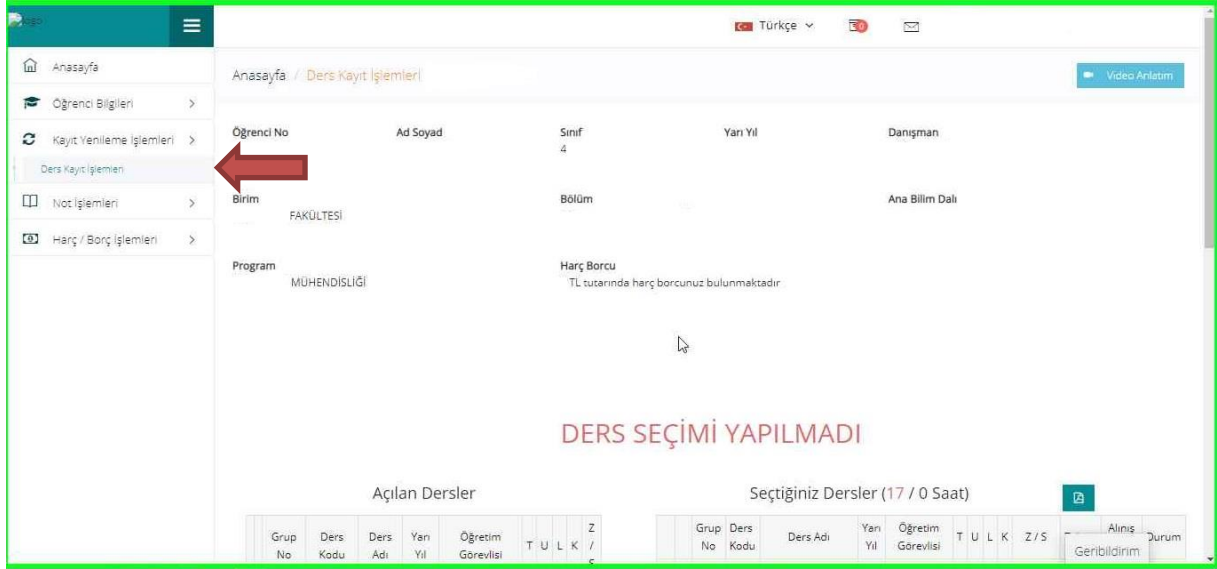 logo
Türkçe
0
Anasayfa
Öğrenci Bilgileri
Kayıt Yenileme İşlemleri
Ders Kayıt İşlemleri
Not İşlemleri
Harç / Borç İşlemleri
Anasayfa / Ders Kayıt İşlemleri
Video Anlatım
Öğrenci No Ad Soyad Sınıf Yarı Yıl Danışman
4
Birim Bölüm Ana Bilim Dalı
FAKÜLTESİ
Program Harç Borcu
MÜHENDİSLİĞİ TL tutarında harç borcunuz bulunmaktadır
DERS SEÇİMİ YAPILMADI
Açılan Dersler
Grup No Ders Kodu Ders Adı Yarı Yıl Öğretim Görevlisi T U L K Z / S
Seçtiğiniz Dersler (17 / 0 Saat)
Grup No Ders Kodu Ders Adı Yarı Yıl Öğretim Görevlisi T U L K Z / S Alınış Durum
Geribildirim